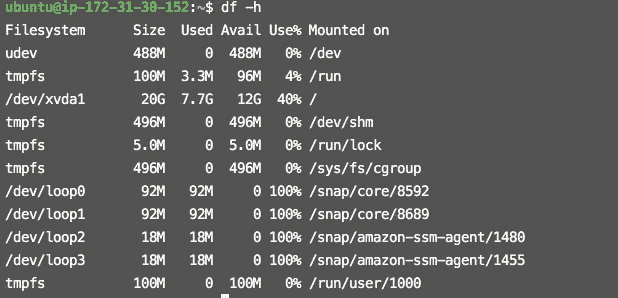 ubuntu@ip-172-31-30-152:~$ df -h
Filesystem Size Used Avail Use% Mounted on
udev 488M 0 488M 0% /dev
tmpfs 100M 3.3M 96M 4% /run
/dev/xvda1 20G 7.7G 12G 40% /
tmpfs 496M 0 496M 0% /dev/shm
tmpfs 5.0M 0 5.0M 0% /run/lock
tmpfs 496M 0 496M 0% /sys/fs/cgroup
/dev/loop0 92M 92M 0 100% /snap/core/8592
/dev/loop1 92M 92M 0 100% /snap/core/8689
/dev/loop2 18M 18M 0 100% /snap/amazon-ssm-agent/1480
/dev/loop3 18M 18M 0 100% /snap/amazon-ssm-agent/1455
tmpfs 100M 0 100M 0% /run/user/1000